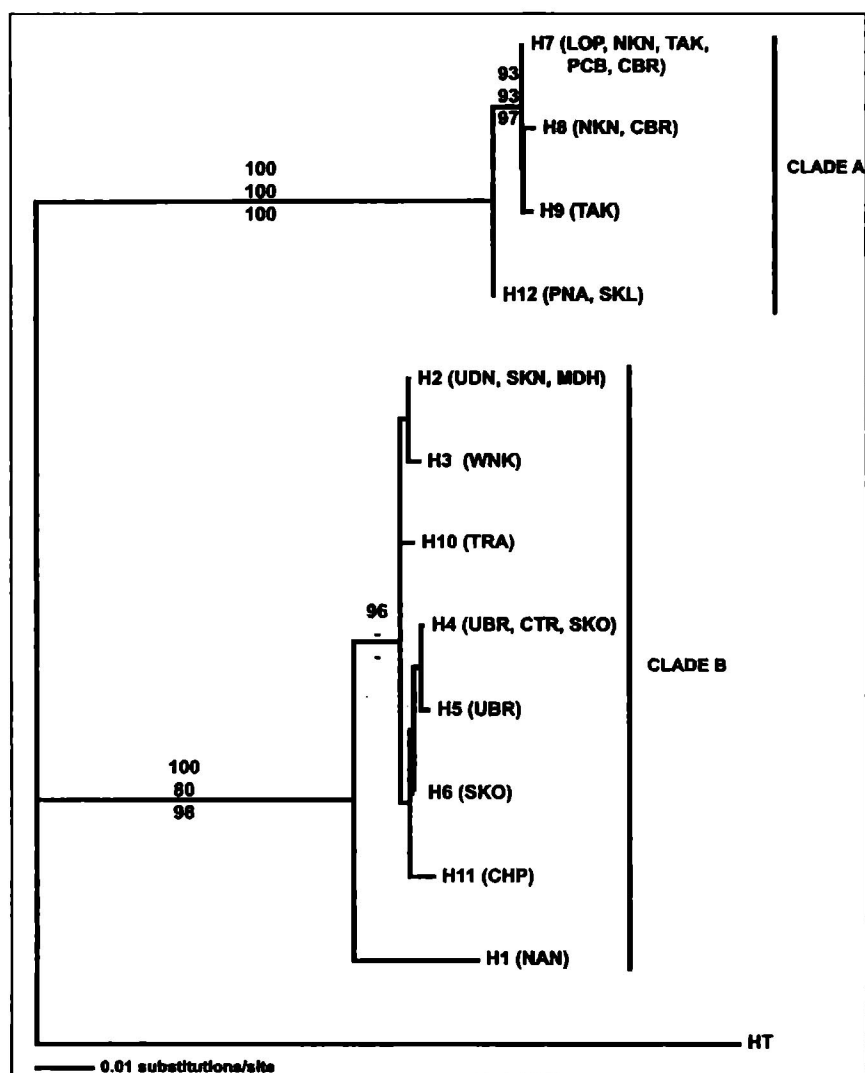 H7 (LOP, NKN, TAK,
PCB, CBR)
93
93
97
H8 (NKN, CBR)
CLADE A
100
100
100
H9 (TAK)
H12 (PNA, SKL)
H2 (UDN, SKN, MDH)
H3 (WNK)
H10 (TRA)
96
-
-
H4 (UBR, CTR, SKO)
CLADE B
H5 (UBR)
100
80
98
H6 (SKO)
H11 (CHP)
H1 (NAN)
HT
0.01 substitutions/site